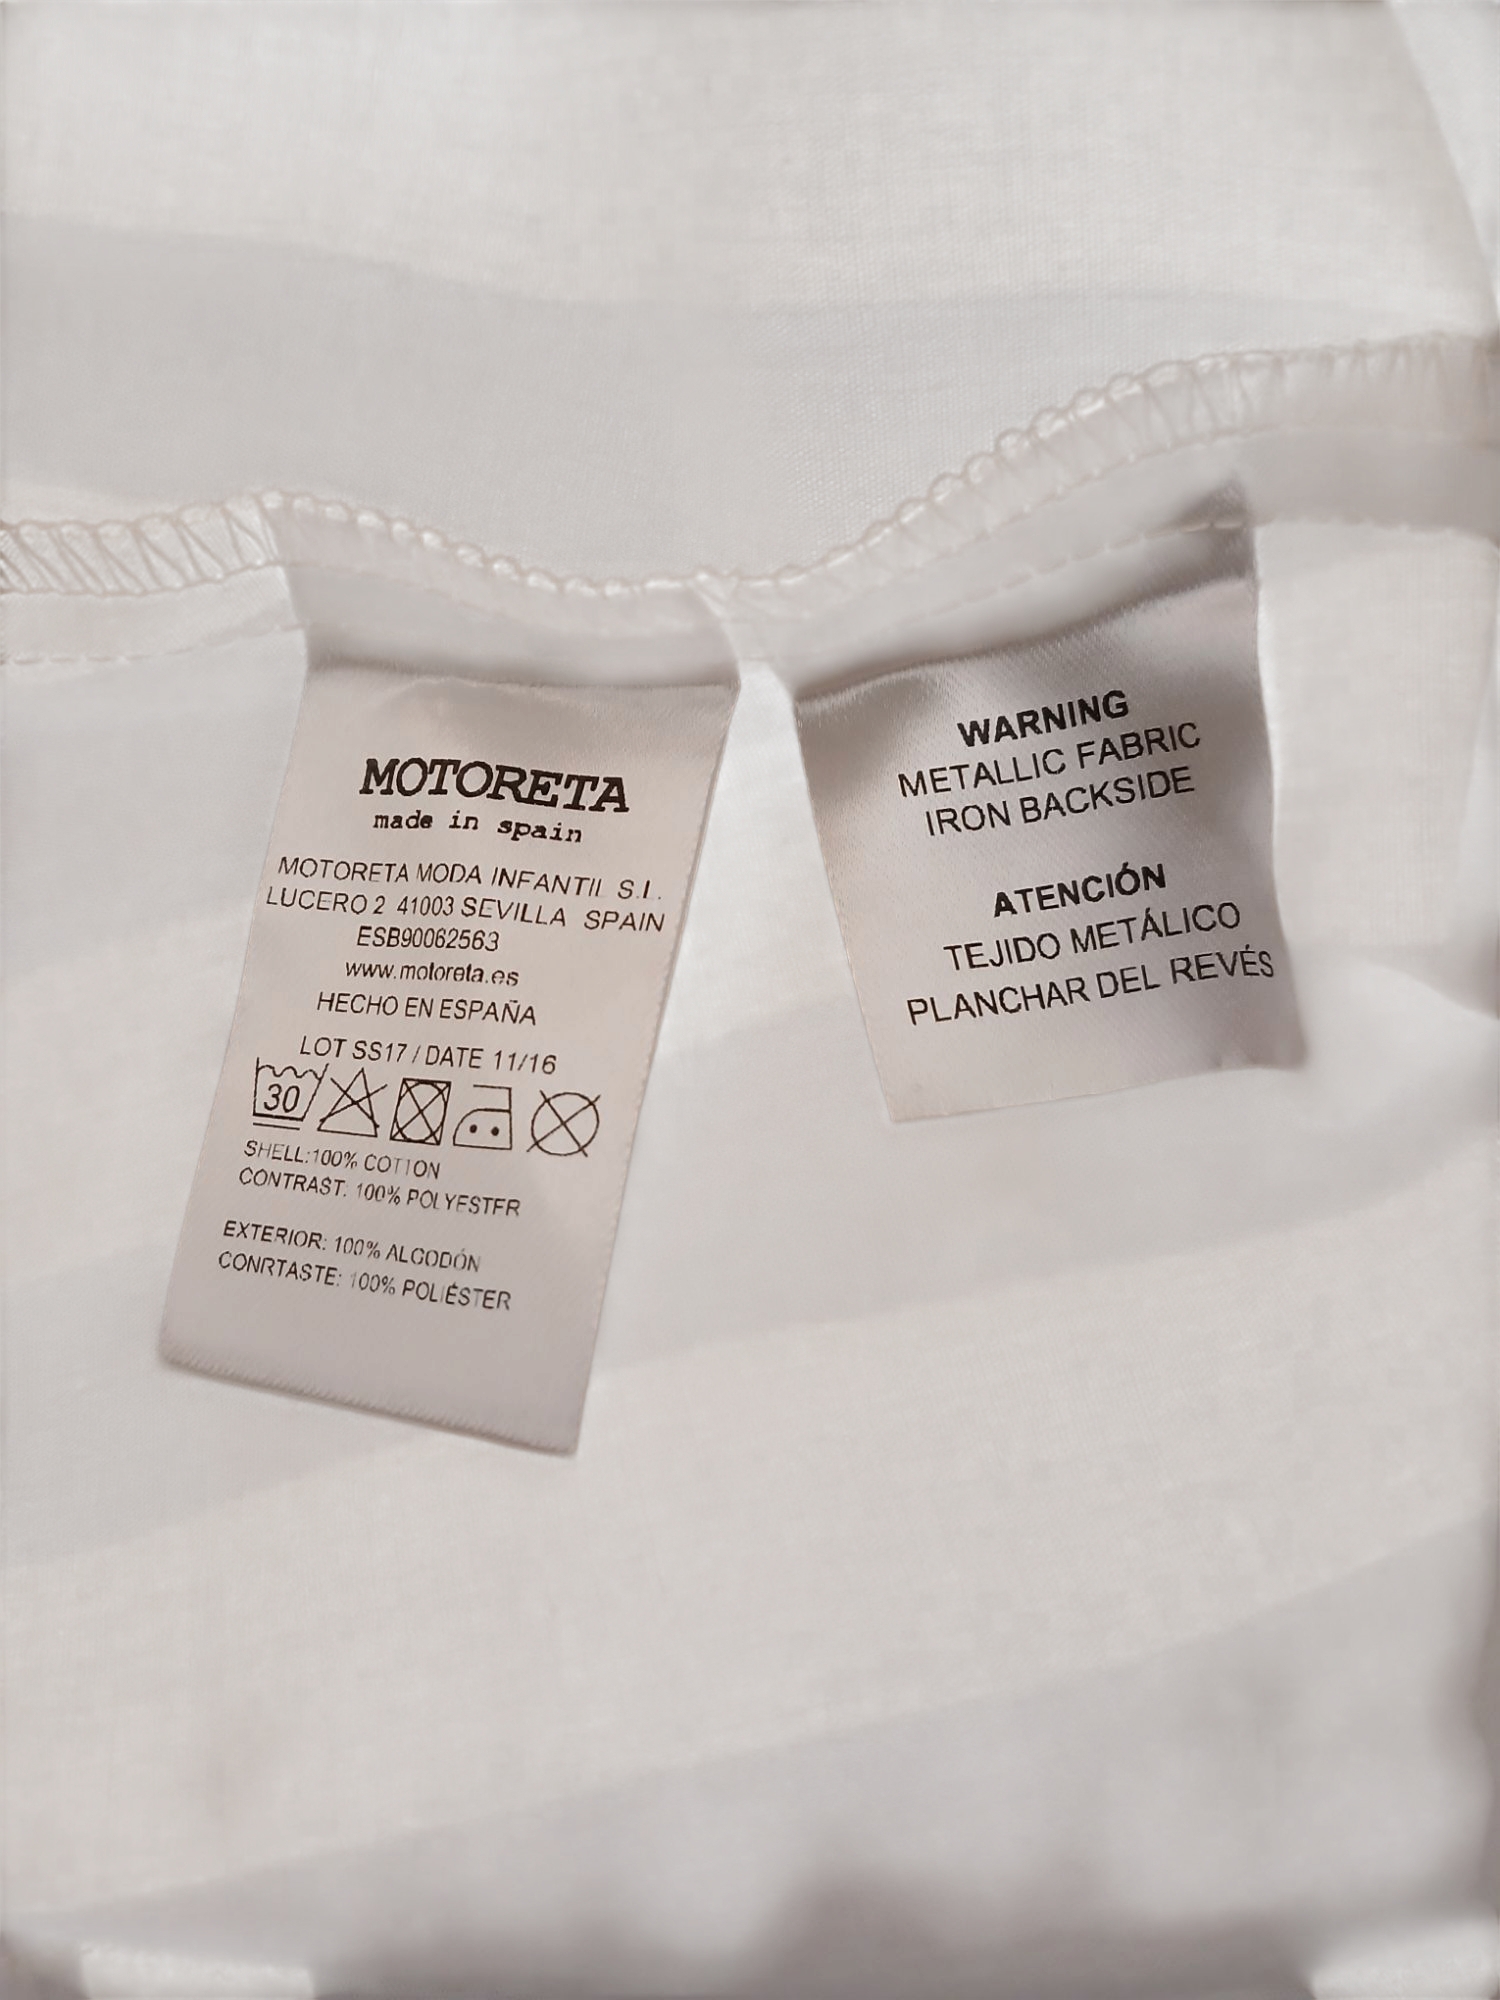 MOTORETA
made in spain
MOTORETA MODA INFANTIL S.L.
LUCERO 2 41003 SEVILLA SPAIN
ESB90062563
www.motoreta.es
HECHO EN ESPAÑA
LOT SS17 / DATE 11/16
30
SHELL:100% COTTON
CONTRAST: 100% POLYESTER
EXTERIOR: 100% ALGODÓN
CONRTASTE: 100% POLIÉSTER
WARNING
METALLIC FABRIC
IRON BACKSIDE
ATENCIÓN
TEJIDO METÁLICO
PLANCHAR DEL REVÉS